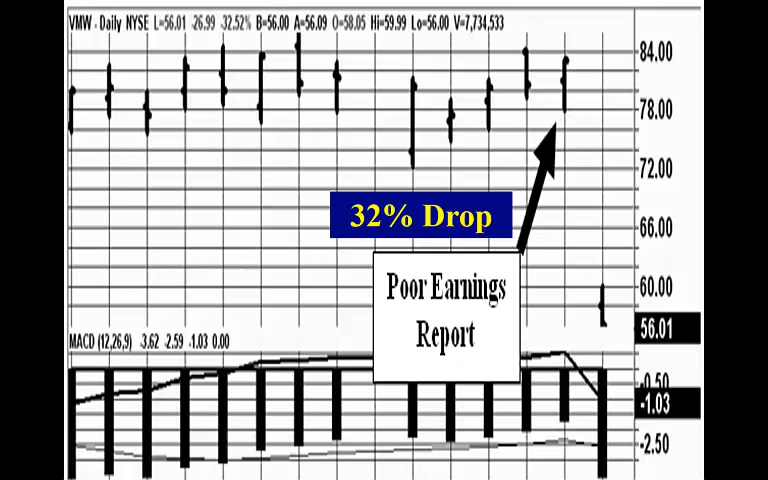 VMW - Daily NYSE L=56.01 -26.99 -32.52% B=56.00 A=56.09 O=58.05 Hi=59.99 Lo=56.00 V=7,734,533
84.00
78.00
72.00
32% Drop
66.00
Poor Earnings
Report
60.00
56.01
MACD (12,26,9) -3.62 -2.59 -1.03 0.00
-0.50
-1.03
-2.50